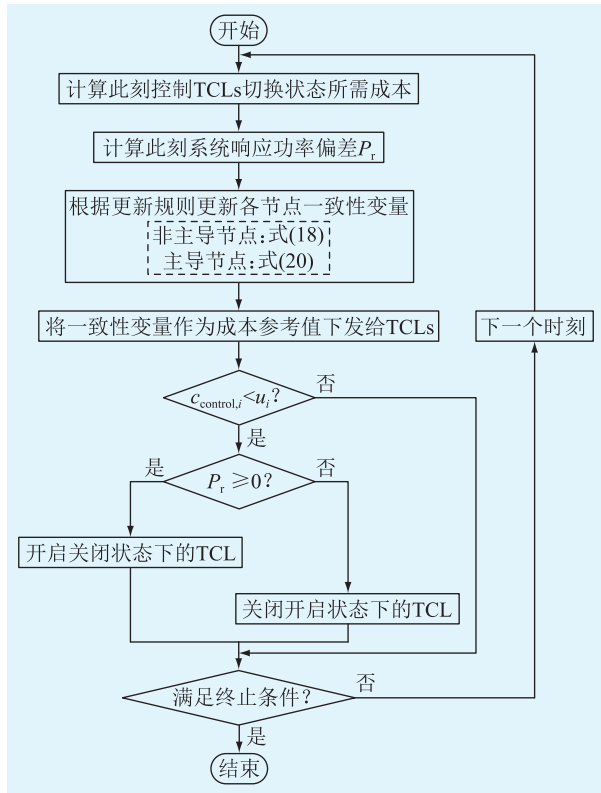 开始
计算此刻控制TCLs切换状态所需成本
计算此刻系统响应功率偏差Pr
根据更新规则更新各节点一致性变量
非主导节点:式(18)
主导节点:式(20)
将一致性变量作为成本参考值下发给TCLs
下一个时刻
ccontrol,i<ui?
否
是
Pr≥0?
是
否
开启关闭状态下的TCL
关闭开启状态下的TCL
满足终止条件?
否
是
结束